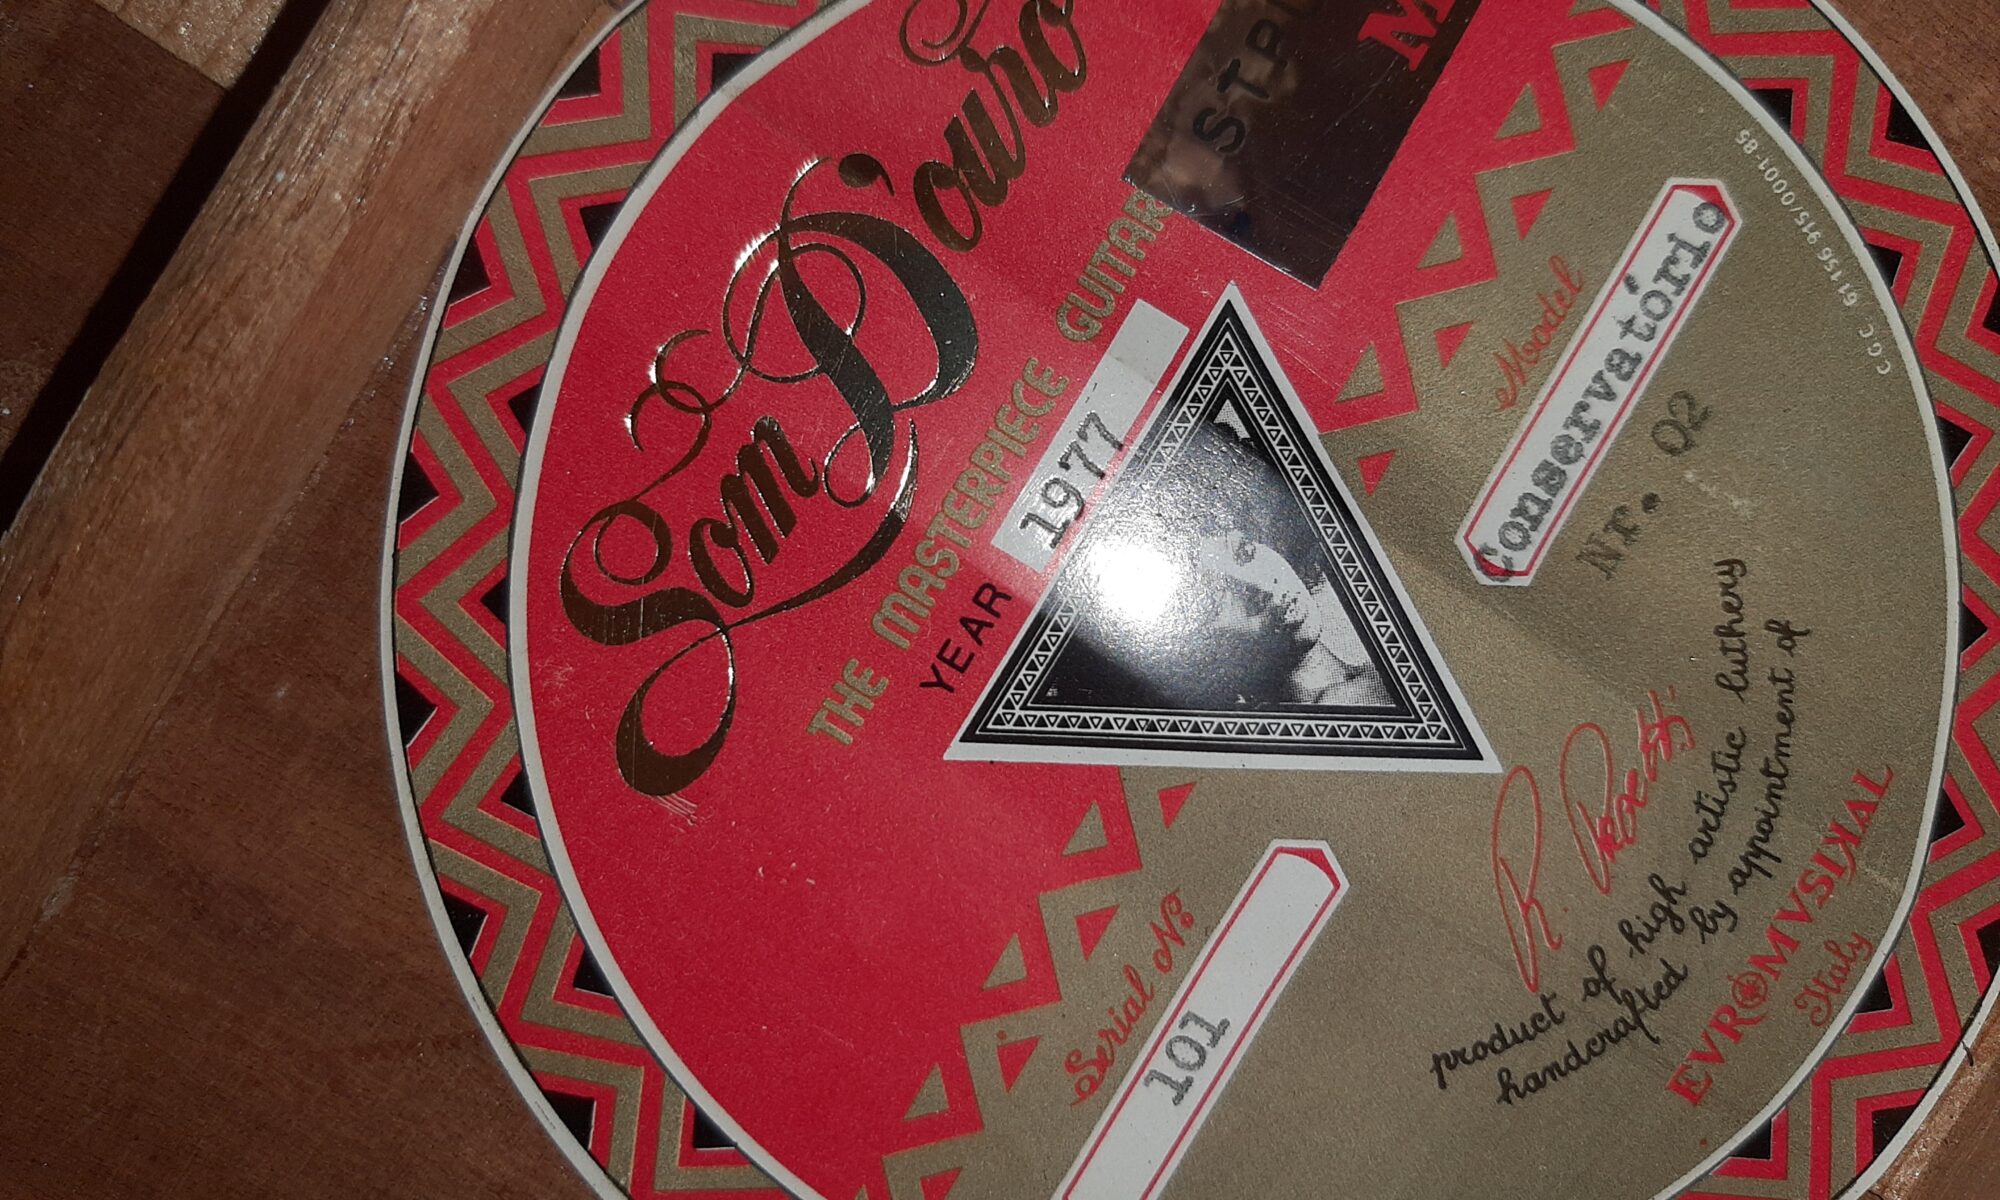 Som D'ouro
THE MASTERPIECE GUITAR
YEAR 1977
Model
Conservatório
Nr. 02
Serial Nº
101
R. Proetti
product of high artistic luthery
handcrafted by appointment of
EVROMVSIKAL
Italy
C.G.C. 61156 915/0001-85